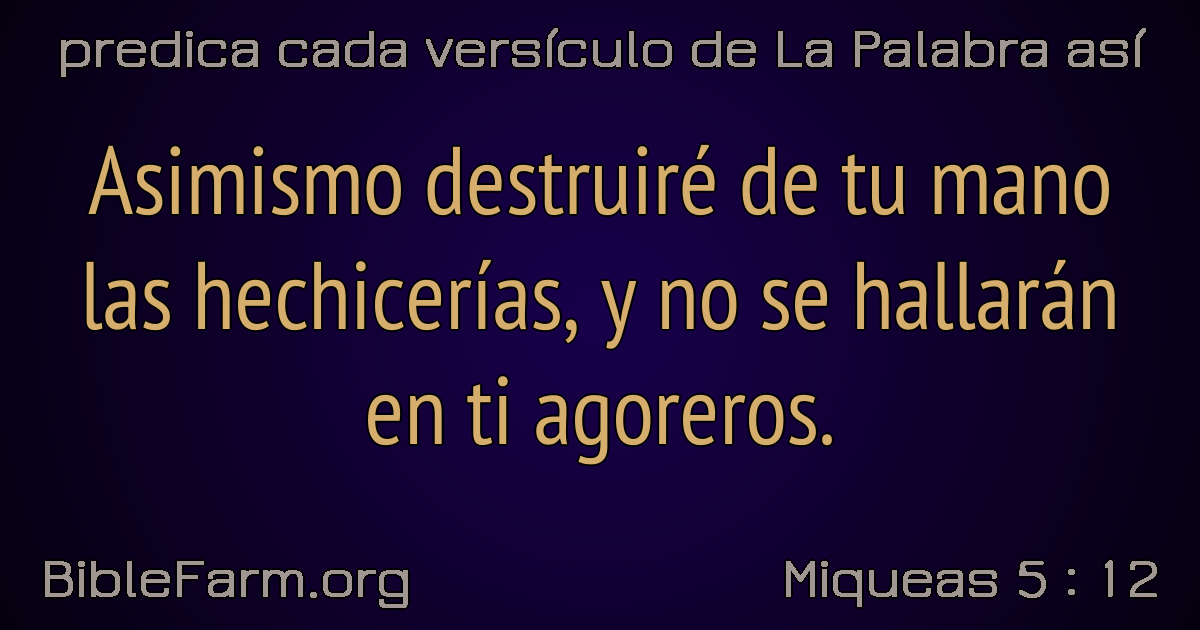 predica cada versículo de La Palabra así
Asimismo destruiré de tu mano
las hechicerías, y no se hallarán
en ti agoreros.
BibleFarm.org
Miqueas 5 : 12